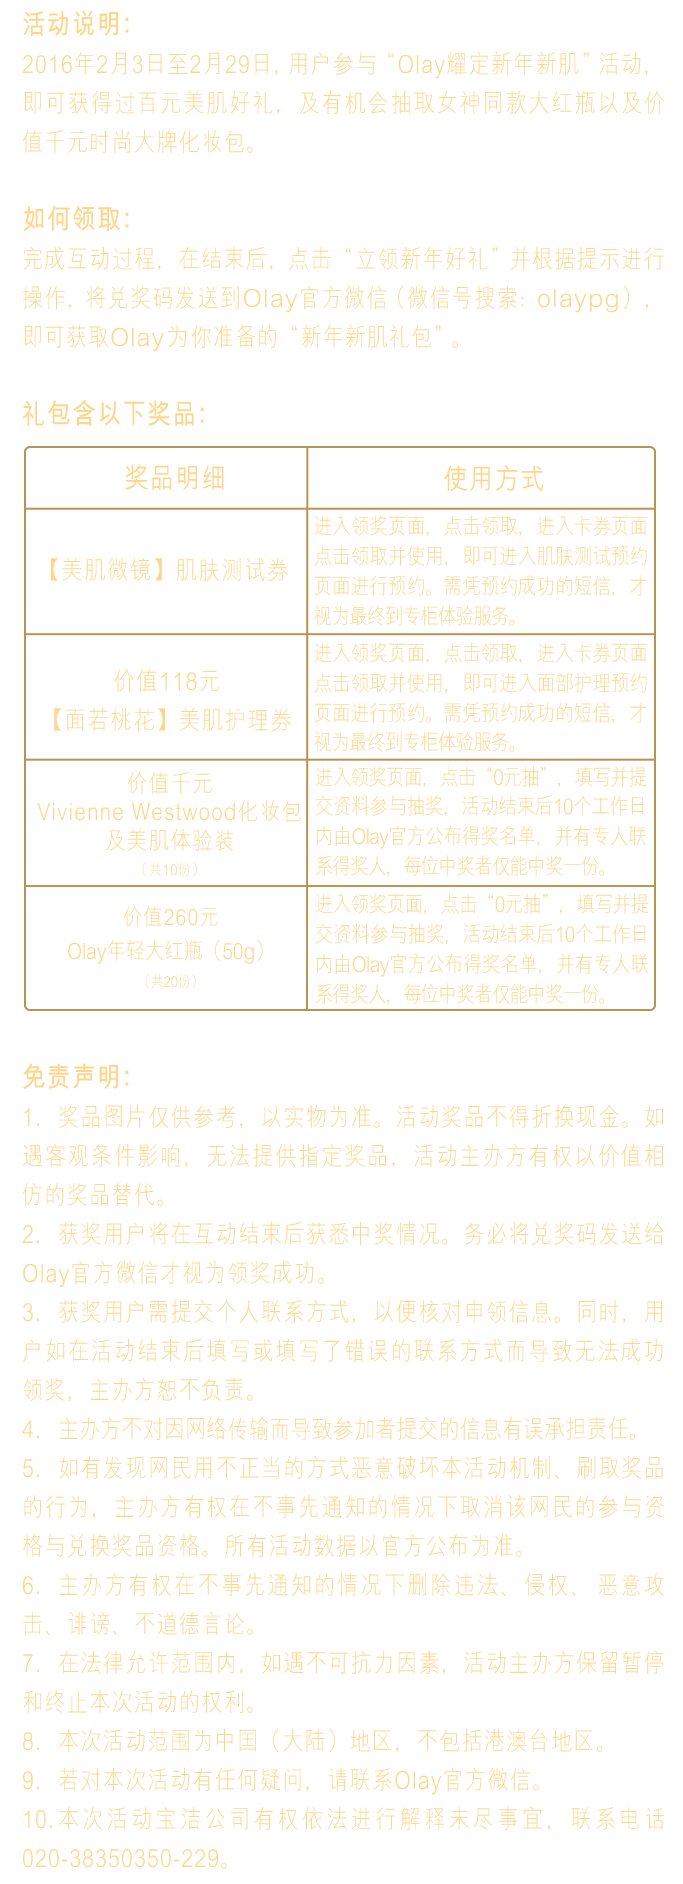 活动说明：
2016年2月3日至2月29日，用户参与“Olay耀定新年新肌”活动，
即可获得过百元美肌好礼，及有机会抽取女神同款大红瓶以及价
值千元时尚大牌化妆包。
如何领取：
完成互动过程，在结束后，点击“立领新年好礼”并根据提示进行
操作，将兑奖码发送到Olay官方微信（微信号搜索：olaypg），
即可获取Olay为你准备的“新年新肌礼包”。
礼包含以下奖品：
奖品明细
使用方式
【美肌微镜】肌肤测试券
进入领奖页面，点击领取，进入卡券页面
点击领取并使用，即可进入肌肤测试预约
页面进行预约。需凭预约成功的短信，才
视为最终到专柜体验服务。
价值118元
【面若桃花】美肌护理券
进入领奖页面，点击领取，进入卡券页面
点击领取并使用，即可进入面部护理预约
页面进行预约。需凭预约成功的短信，才
视为最终到专柜体验服务。
价值千元
Vivienne Westwood化妆包
及美肌体验装
（共10份）
进入领奖页面，点击“0元抽”，填写并提
交资料参与抽奖，活动结束后10个工作日
内由Olay官方公布得奖名单，并有专人联
系得奖人，每位中奖者仅能中奖一份。
价值260元
Olay年轻大红瓶（50g）
（共20份）
进入领奖页面，点击“0元抽”，填写并提
交资料参与抽奖，活动结束后10个工作日
内由Olay官方公布得奖名单，并有专人联
系得奖人，每位中奖者仅能中奖一份。
免责声明：
1. 奖品图片仅供参考，以实物为准。活动奖品不得折换现金。如
遇客观条件影响，无法提供指定奖品，活动主办方有权以价值相
仿的奖品替代。
2. 获奖用户将在互动结束后获悉中奖情况。务必将兑奖码发送给
Olay官方微信才视为领奖成功。
3. 获奖用户需提交个人联系方式，以便核对申领信息。同时，用
户如在活动结束后填写或填写了错误的联系方式而导致无法成功
领奖，主办方恕不负责。
4. 主办方不对因网络传输而导致参加者提交的信息有误承担责任。
5. 如有发现网民用不正当的方式恶意破坏本活动机制、刷取奖品
的行为，主办方有权在不事先通知的情况下取消该网民的参与资
格与兑换奖品资格。所有活动数据以官方公布为准。
6. 主办方有权在不事先通知的情况下删除违法、侵权、恶意攻
击、诽谤、不道德言论。
7. 在法律允许范围内，如遇不可抗力因素，活动主办方保留暂停
和终止本次活动的权利。
8. 本次活动范围为中国（大陆）地区，不包括港澳台地区。
9. 若对本次活动有任何疑问，请联系Olay官方微信。
10.本次活动宝洁公司有权依法进行解释未尽事宜，联系电话
020-38350350-229。